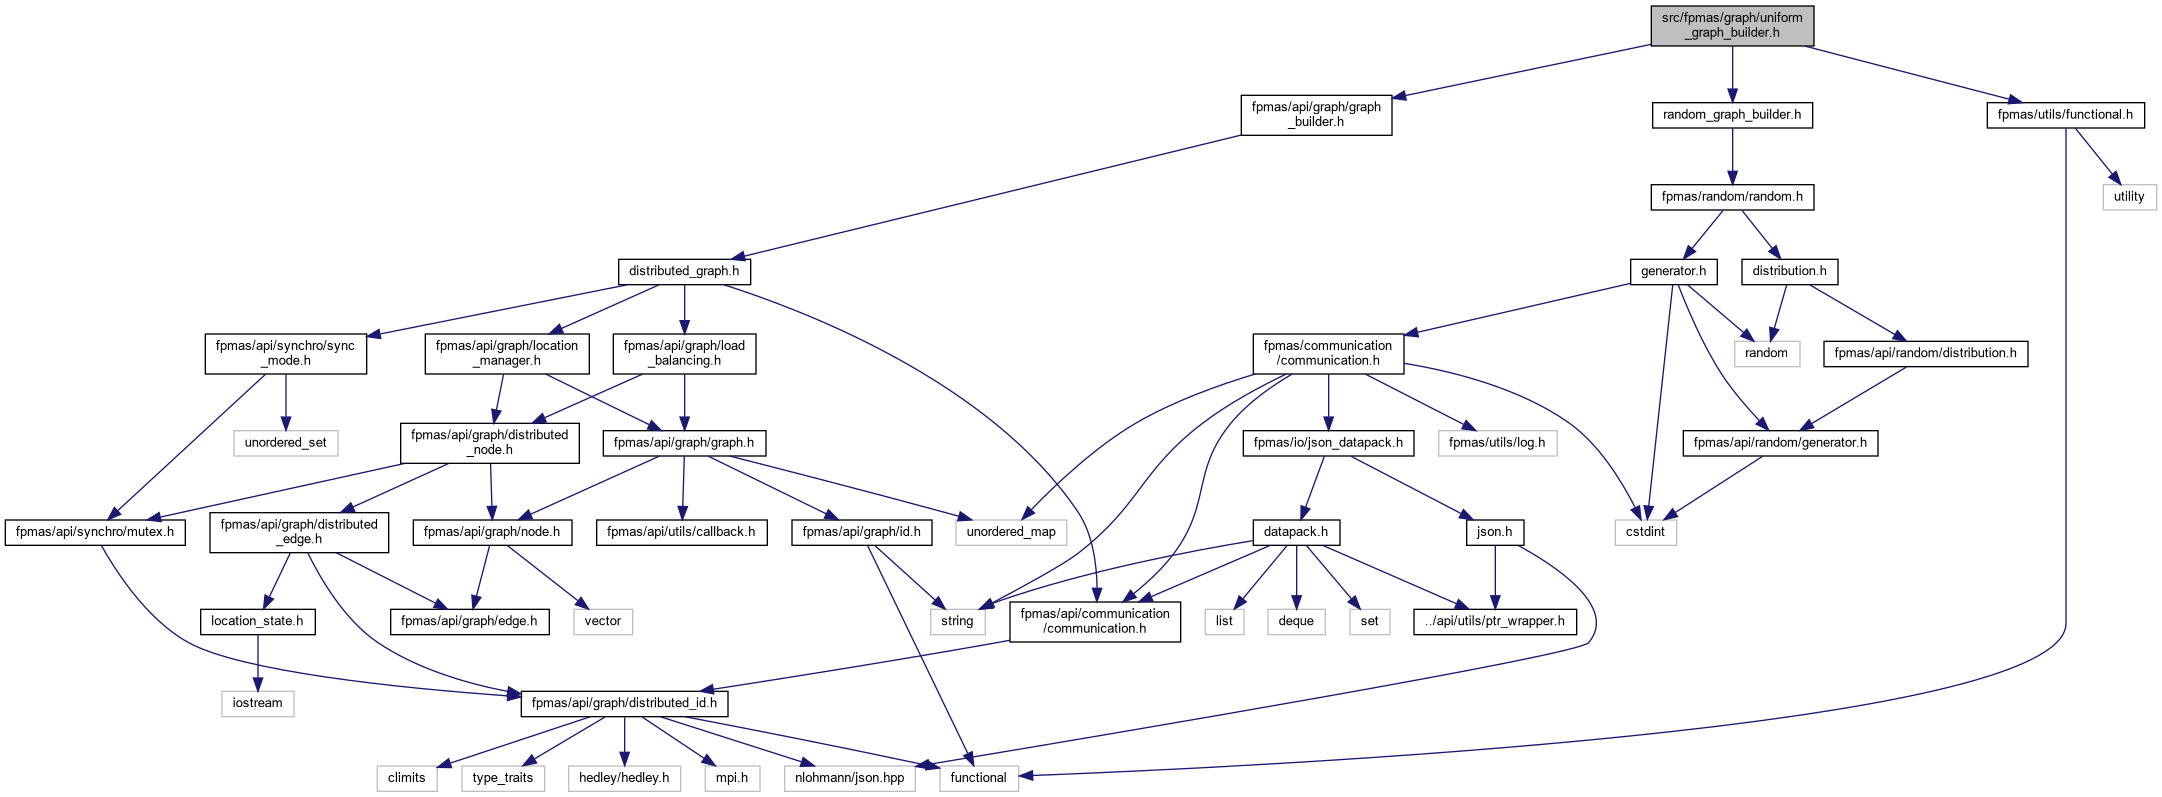 src/fpmas/graph/uniform
_graph_builder.h
fpmas/api/graph/graph
_builder.h
random_graph_builder.h
fpmas/utils/functional.h
fpmas/random/random.h
utility
distributed_graph.h
generator.h
distribution.h
fpmas/api/synchro/sync
_mode.h
fpmas/api/graph/location
_manager.h
fpmas/api/graph/load
_balancing.h
fpmas/communication
/communication.h
random
fpmas/api/random/distribution.h
unordered_set
fpmas/api/graph/distributed
_node.h
fpmas/api/graph/graph.h
fpmas/io/json_datapack.h
fpmas/utils/log.h
fpmas/api/random/generator.h
fpmas/api/synchro/mutex.h
fpmas/api/graph/distributed
_edge.h
fpmas/api/graph/node.h
fpmas/api/utils/callback.h
fpmas/api/graph/id.h
unordered_map
datapack.h
json.h
cstdint
location_state.h
fpmas/api/graph/edge.h
vector
string
fpmas/api/communication
/communication.h
list
deque
set
../api/utils/ptr_wrapper.h
iostream
fpmas/api/graph/distributed_id.h
climits
type_traits
hedley/hedley.h
mpi.h
nlohmann/json.hpp
functional